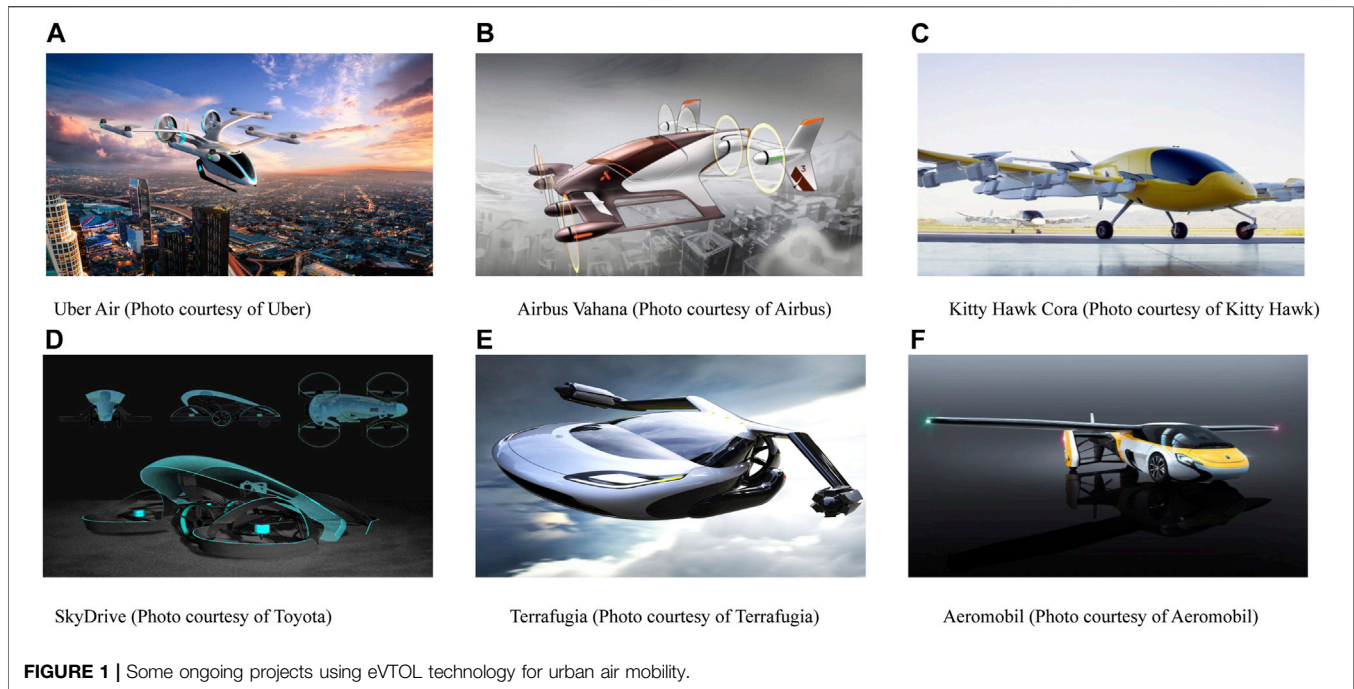 A
B
C
Uber Air (Photo courtesy of Uber)
Airbus Vahana (Photo courtesy of Airbus)
Kitty Hawk Cora (Photo courtesy of Kitty Hawk)
D
E
F
SkyDrive (Photo courtesy of Toyota)
Terrafugia (Photo courtesy of Terrafugia)
Aeromobil (Photo courtesy of Aeromobil)
FIGURE 1 | Some ongoing projects using eVTOL technology for urban air mobility.